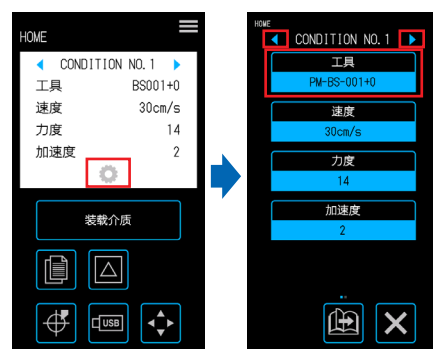 HOME
CONDITION NO. 1
工具 BS001+0
速度 30cm/s
力度 14
加速度 2
装载介质
USB
HOME
CONDITION NO. 1
工具
PM-BS-001+0
速度
30cm/s
力度
14
加速度
2